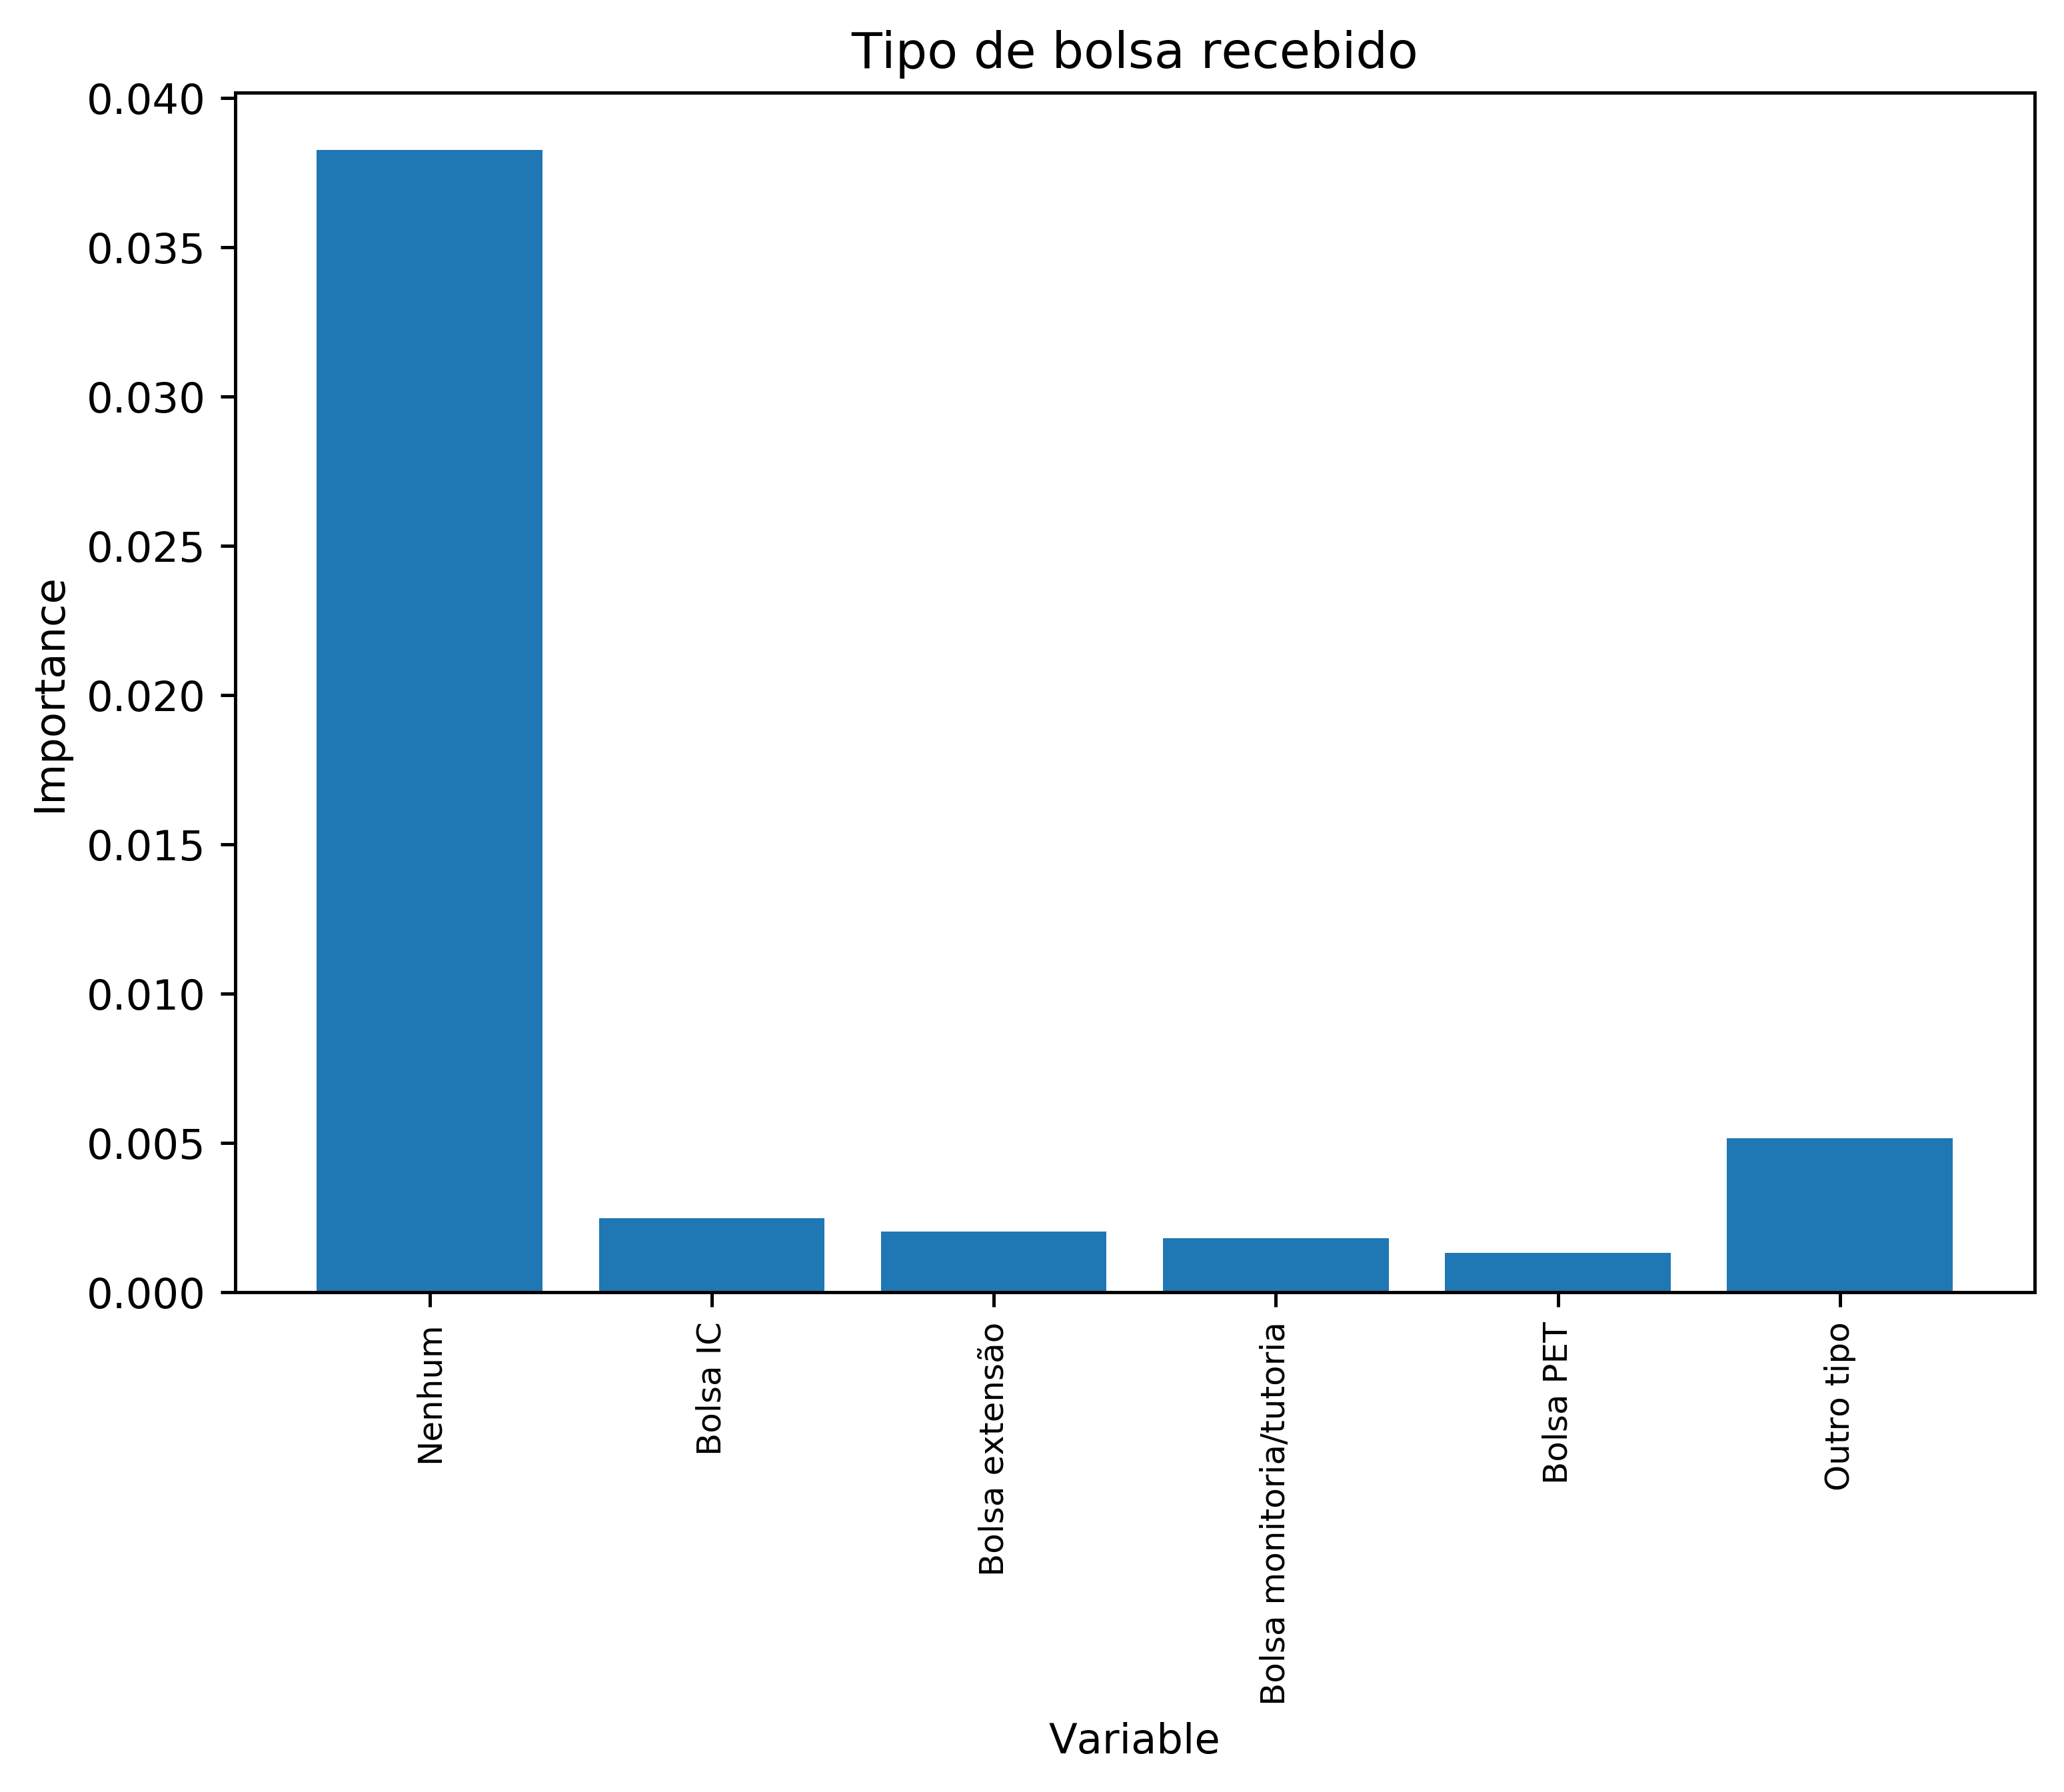 Tipo de bolsa recebido
0.040
0.035
0.030
0.025
0.020
0.015
0.010
0.005
0.000
Importance
Nenhum
Bolsa IC
Bolsa extensão
Bolsa monitoria/tutoria
Bolsa PET
Outro tipo
Variable